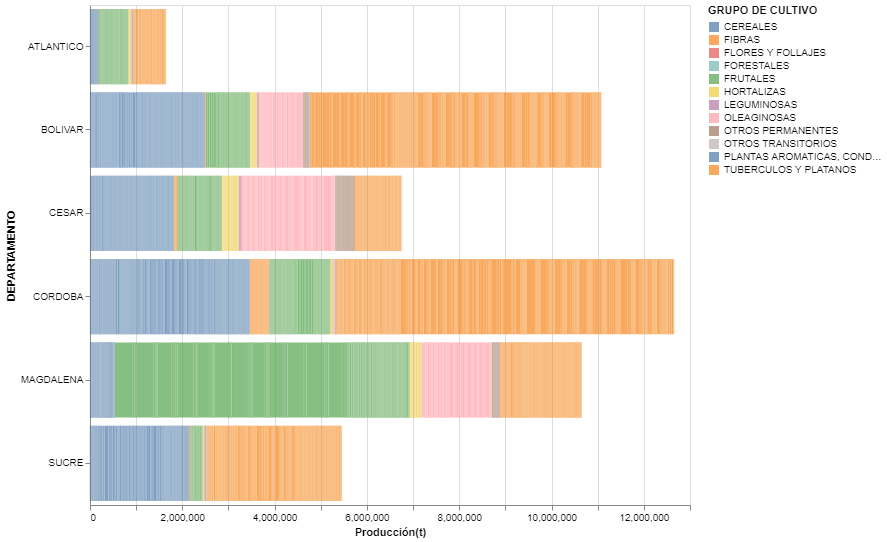 GRUPO DE CULTIVO
CEREALES
FIBRAS
FLORES Y FOLLAJES
FORESTALES
FRUTALES
HORTALIZAS
LEGUMINOSAS
OLEAGINOSAS
OTROS PERMANENTES
OTROS TRANSITORIOS
PLANTAS AROMATICAS, COND...
TUBERCULOS Y PLATANOS
DEPARTAMENTO
ATLANTICO
BOLIVAR
CESAR
CORDOBA
MAGDALENA
SUCRE
0 2,000,000 4,000,000 6,000,000 8,000,000 10,000,000 12,000,000
Producción(t)